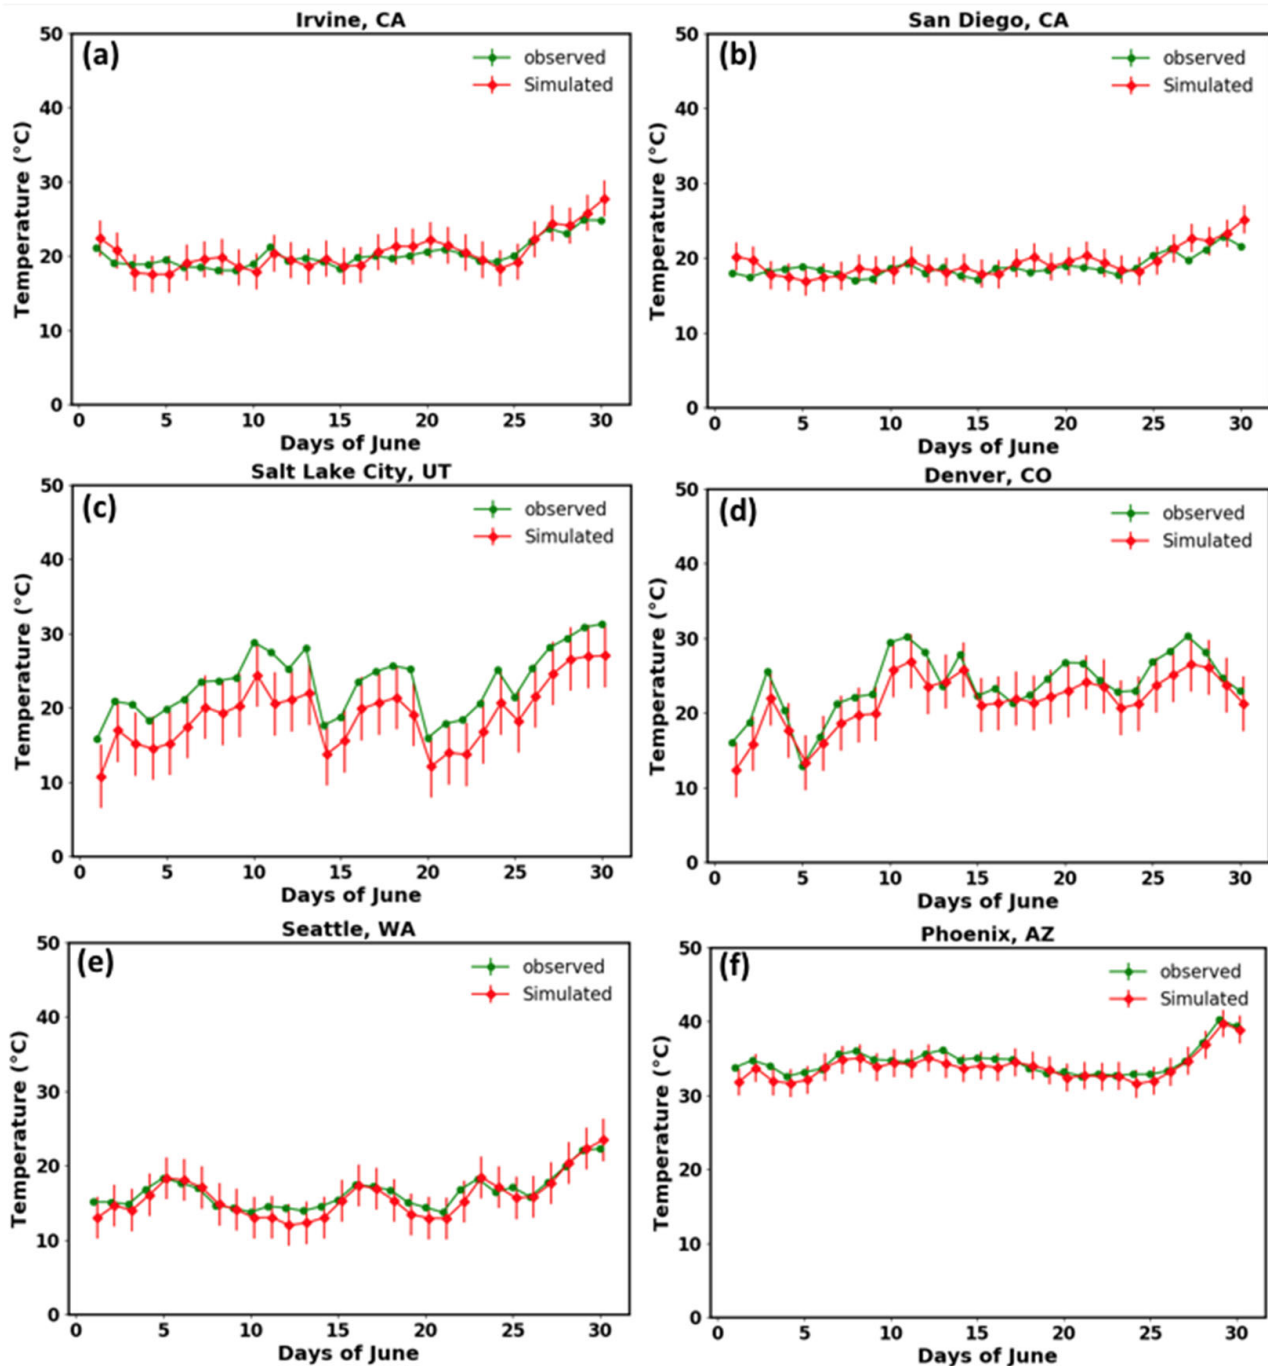 Irvine, CA
(a)
observed
Simulated
50
40
30
20
10
0
Temperature (°C)
0 5 10 15 20 25 30
Days of June
San Diego, CA
(b)
observed
Simulated
50
40
30
20
10
0
Temperature (°C)
0 5 10 15 20 25 30
Days of June
Salt Lake City, UT
(c)
observed
Simulated
50
40
30
20
10
0
Temperature (°C)
0 5 10 15 20 25 30
Days of June
Denver, CO
(d)
observed
Simulated
50
40
30
20
10
0
Temperature (°C)
0 5 10 15 20 25 30
Days of June
Seattle, WA
(e)
observed
Simulated
50
40
30
20
10
0
Temperature (°C)
0 5 10 15 20 25 30
Days of June
Phoenix, AZ
(f)
observed
Simulated
50
40
30
20
10
0
Temperature (°C)
0 5 10 15 20 25 30
Days of June